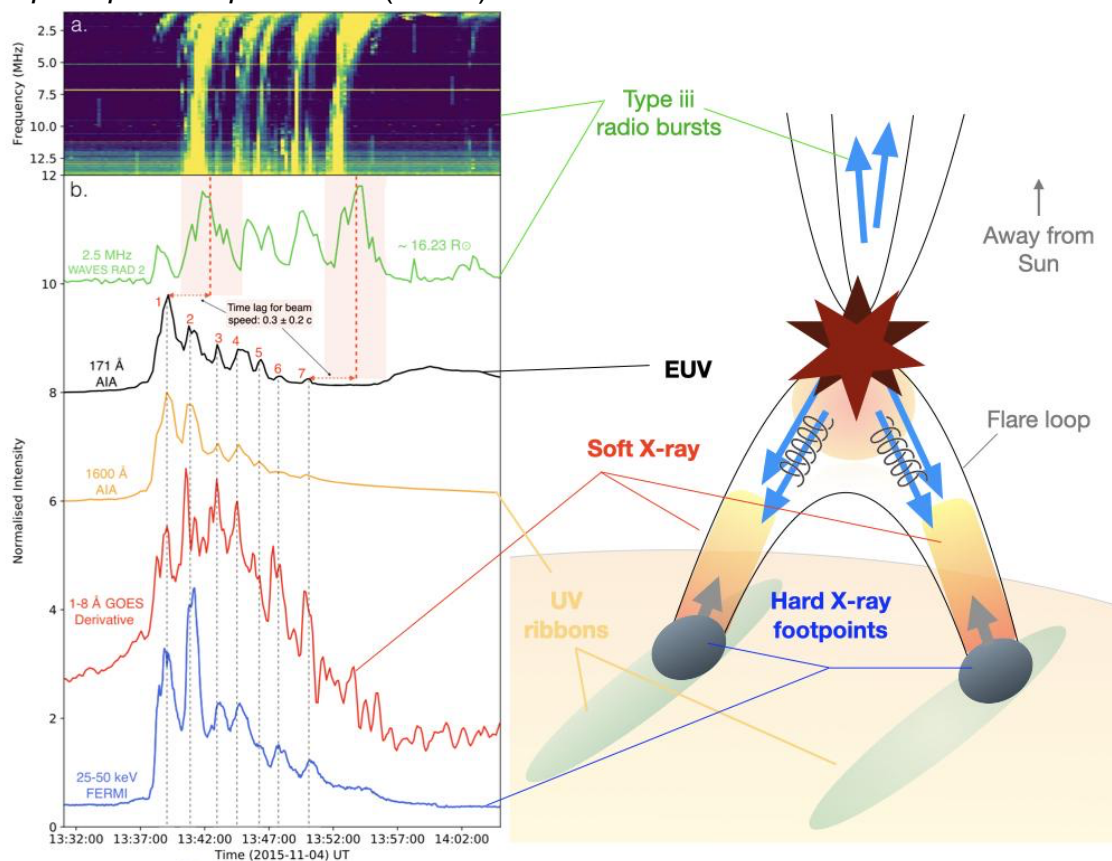 a.
Frequency (MHz)
2.5
5.0
7.5
10.0
12.5
b.
Normalised Intensity
12
10
8
6
4
2
0
2.5 MHz
WAVES RAD 2
~ 16.23 R⊙
Time lag for beam
speed: 0.3 ± 0.2 c
1
2
3
4
5
6
7
171 Å
AIA
1600 Å
AIA
1-8 Å GOES
Derivative
25-50 keV
FERMI
13:32:00 13:37:00 13:42:00 13:47:00 13:52:00 13:57:00 14:02:00
Time (2015-11-04) UT
Type iii
radio bursts
Away from
Sun
EUV
Flare loop
Soft X-ray
UV
ribbons
Hard X-ray
footpoints